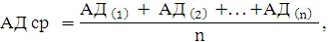 АД ср = АД (1) + АД (2) +...+АД(n)
n ,